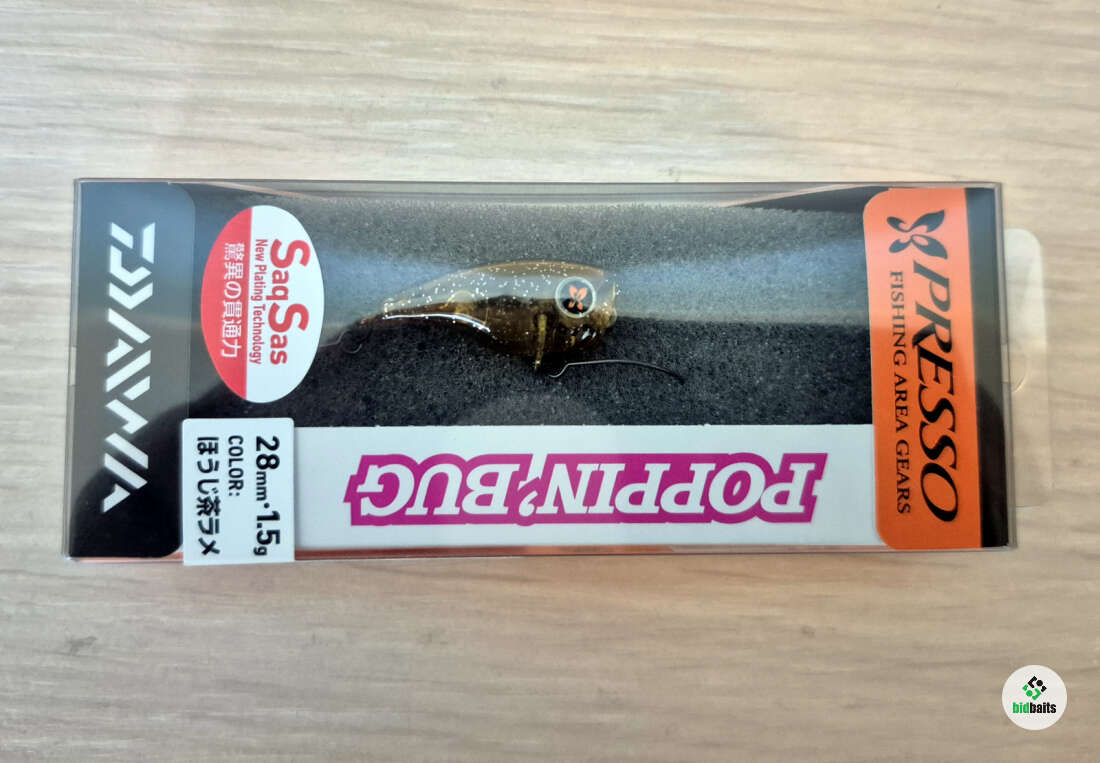 DAIWA
SaqSas
New Plating Technology
驚異の貫通力
28mm･1.5g
COLOR:
ほうじ茶ラメ
POPPIN' BUG
PRESSO
FISHING AREA GEARS
bidbaits